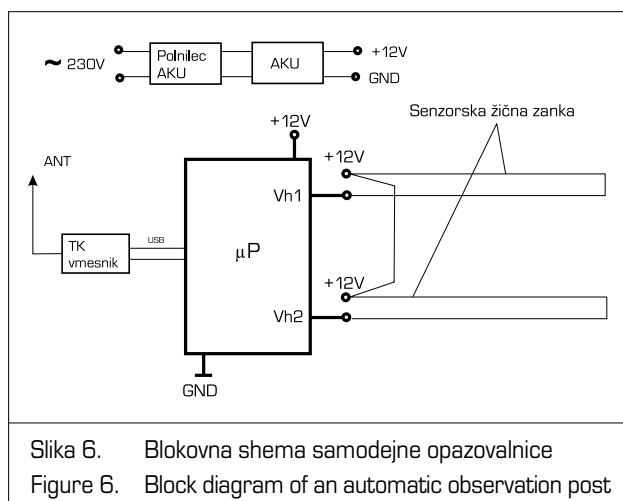 ~ 230V
Polnilec
AKU
AKU
+12V
GND
Senzorska žična zanka
+12V
ANT
+12V
Vh1
TK
vmesnik
USB
µP
+12V
Vh2
GND
Slika 6. Blokovna shema samodejne opazovalnice
Figure 6. Block diagram of an automatic observation post